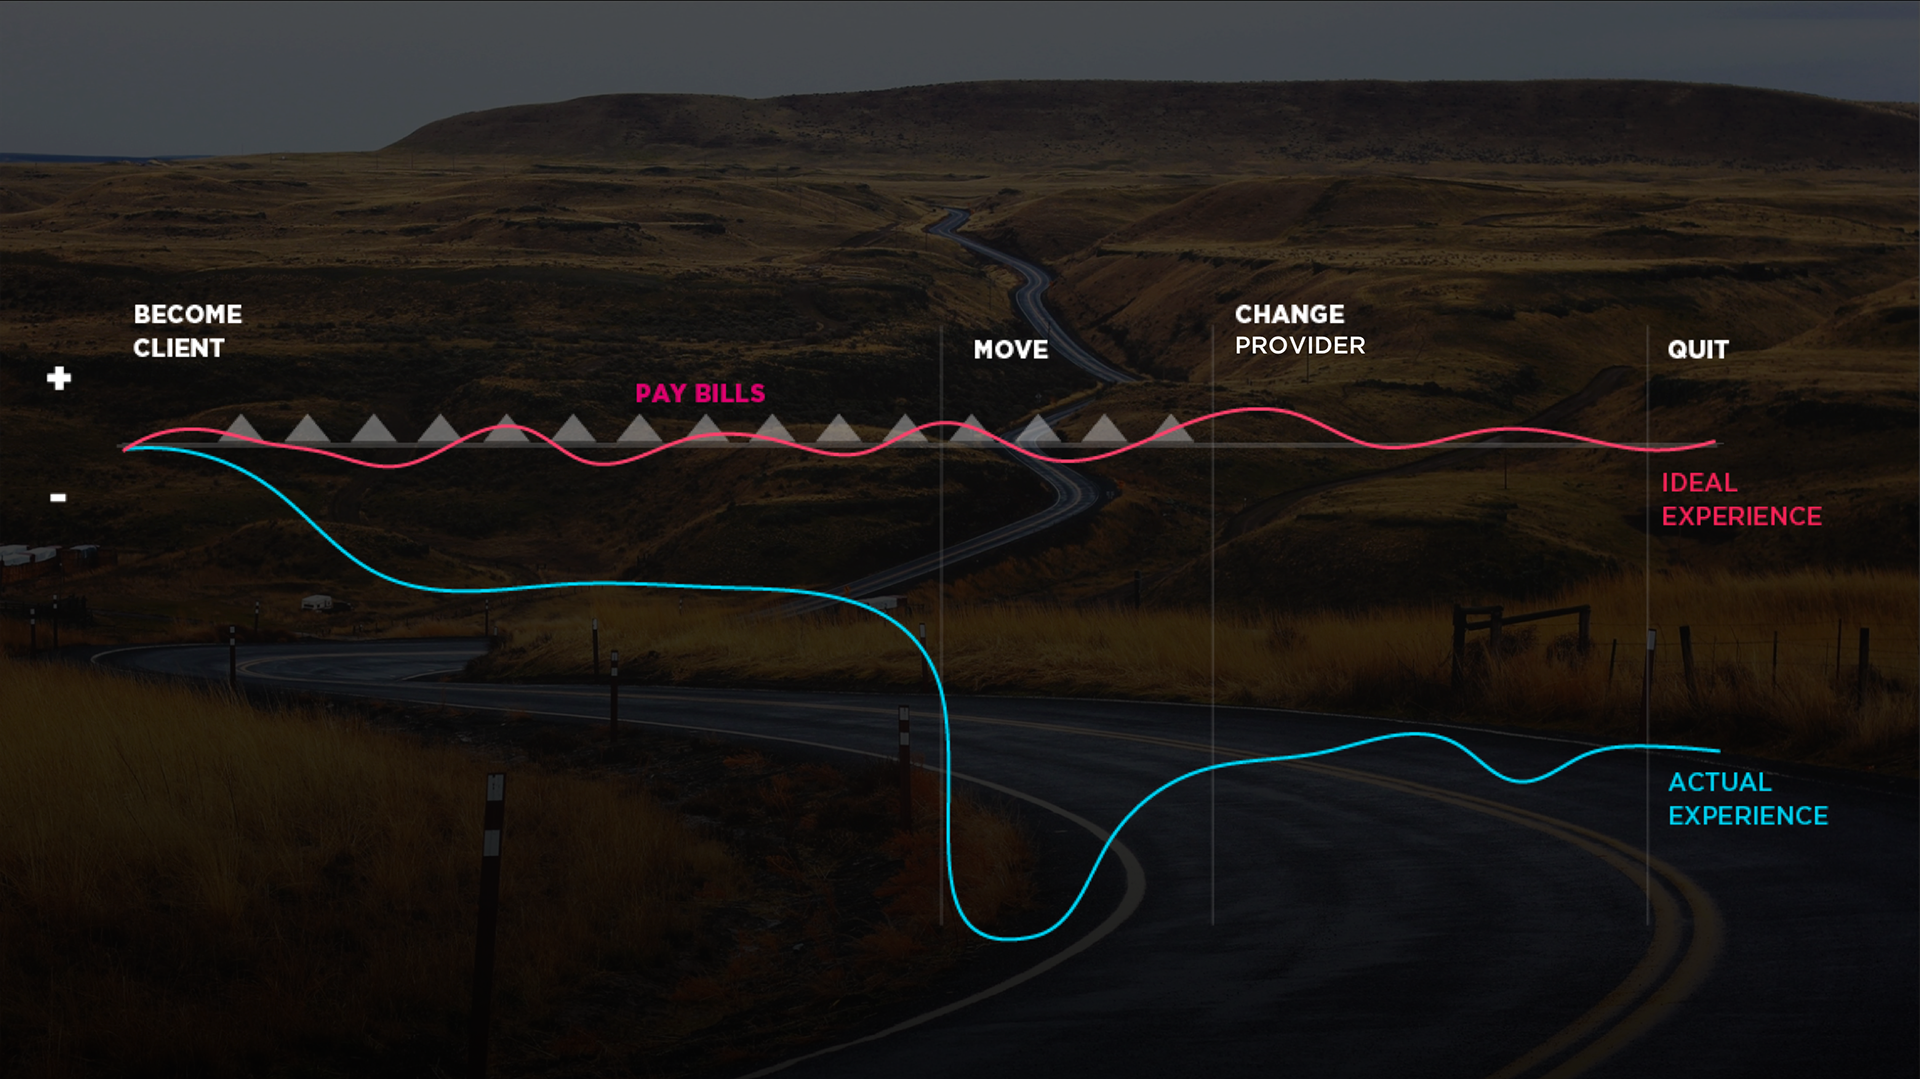 BECOME
CLIENT
MOVE
CHANGE
PROVIDER
QUIT
+
PAY BILLS
-
IDEAL
EXPERIENCE
ACTUAL
EXPERIENCE